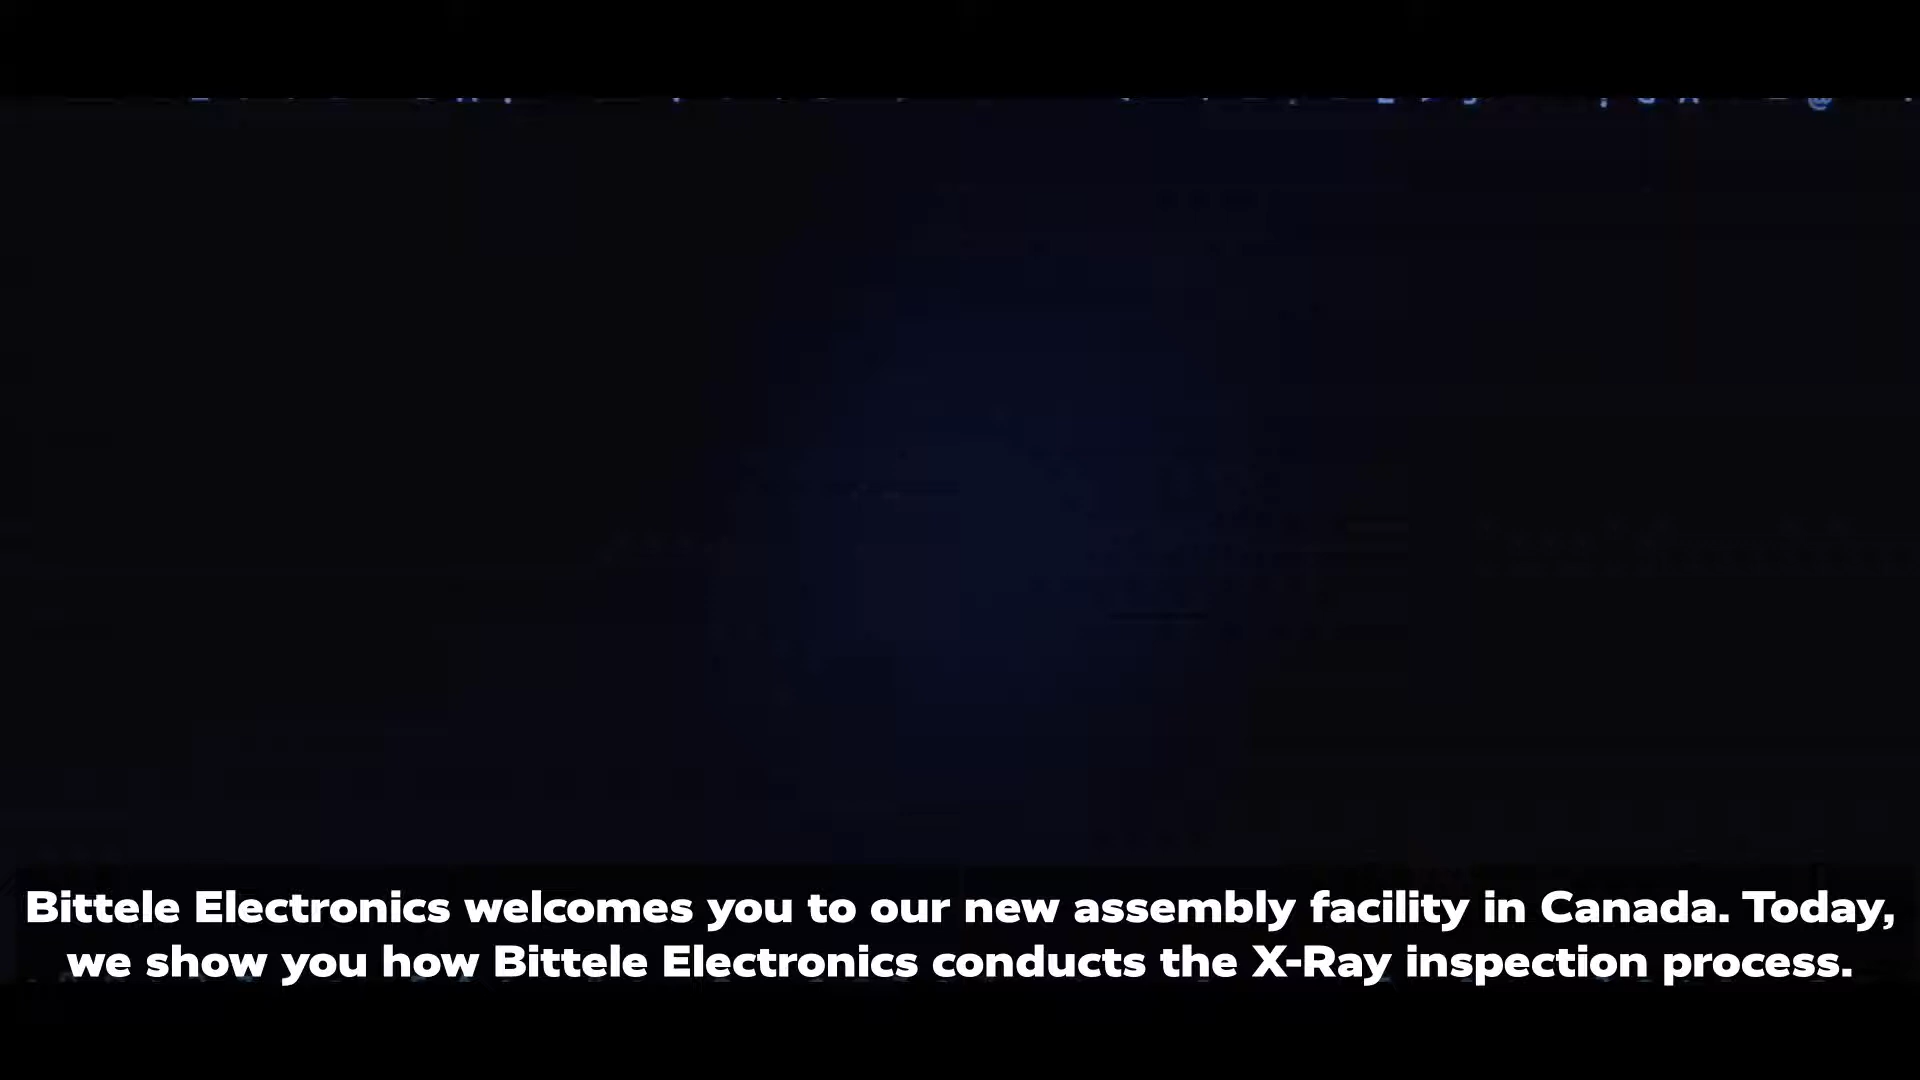 Bittele Electronics welcomes you to our new assembly facility in Canada. Today,
we show you how Bittele Electronics conducts the X-Ray inspection process.